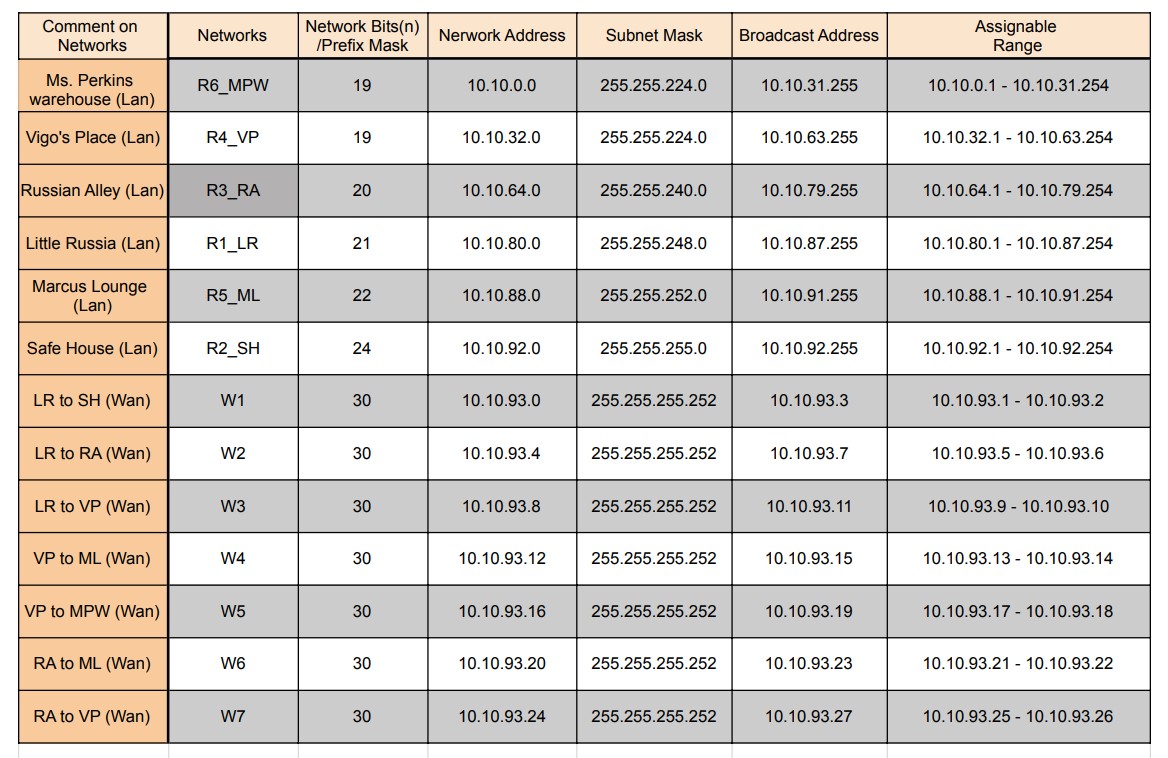 Comment on Networks Networks Network Bits(n) /Prefix Mask Nerwork Address Subnet Mask Broadcast Address Assignable Range
Ms. Perkins warehouse (Lan) R6_MPW 19 10.10.0.0 255.255.224.0 10.10.31.255 10.10.0.1 - 10.10.31.254
Vigo's Place (Lan) R4_VP 19 10.10.32.0 255.255.224.0 10.10.63.255 10.10.32.1 - 10.10.63.254
Russian Alley (Lan) R3_RA 20 10.10.64.0 255.255.240.0 10.10.79.255 10.10.64.1 - 10.10.79.254
Little Russia (Lan) R1_LR 21 10.10.80.0 255.255.248.0 10.10.87.255 10.10.80.1 - 10.10.87.254
Marcus Lounge (Lan) R5_ML 22 10.10.88.0 255.255.252.0 10.10.91.255 10.10.88.1 - 10.10.91.254
Safe House (Lan) R2_SH 24 10.10.92.0 255.255.255.0 10.10.92.255 10.10.92.1 - 10.10.92.254
LR to SH (Wan) W1 30 10.10.93.0 255.255.255.252 10.10.93.3 10.10.93.1 - 10.10.93.2
LR to RA (Wan) W2 30 10.10.93.4 255.255.255.252 10.10.93.7 10.10.93.5 - 10.10.93.6
LR to VP (Wan) W3 30 10.10.93.8 255.255.255.252 10.10.93.11 10.10.93.9 - 10.10.93.10
VP to ML (Wan) W4 30 10.10.93.12 255.255.255.252 10.10.93.15 10.10.93.13 - 10.10.93.14
VP to MPW (Wan) W5 30 10.10.93.16 255.255.255.252 10.10.93.19 10.10.93.17 - 10.10.93.18
RA to ML (Wan) W6 30 10.10.93.20 255.255.255.252 10.10.93.23 10.10.93.21 - 10.10.93.22
RA to VP (Wan) W7 30 10.10.93.24 255.255.255.252 10.10.93.27 10.10.93.25 - 10.10.93.26